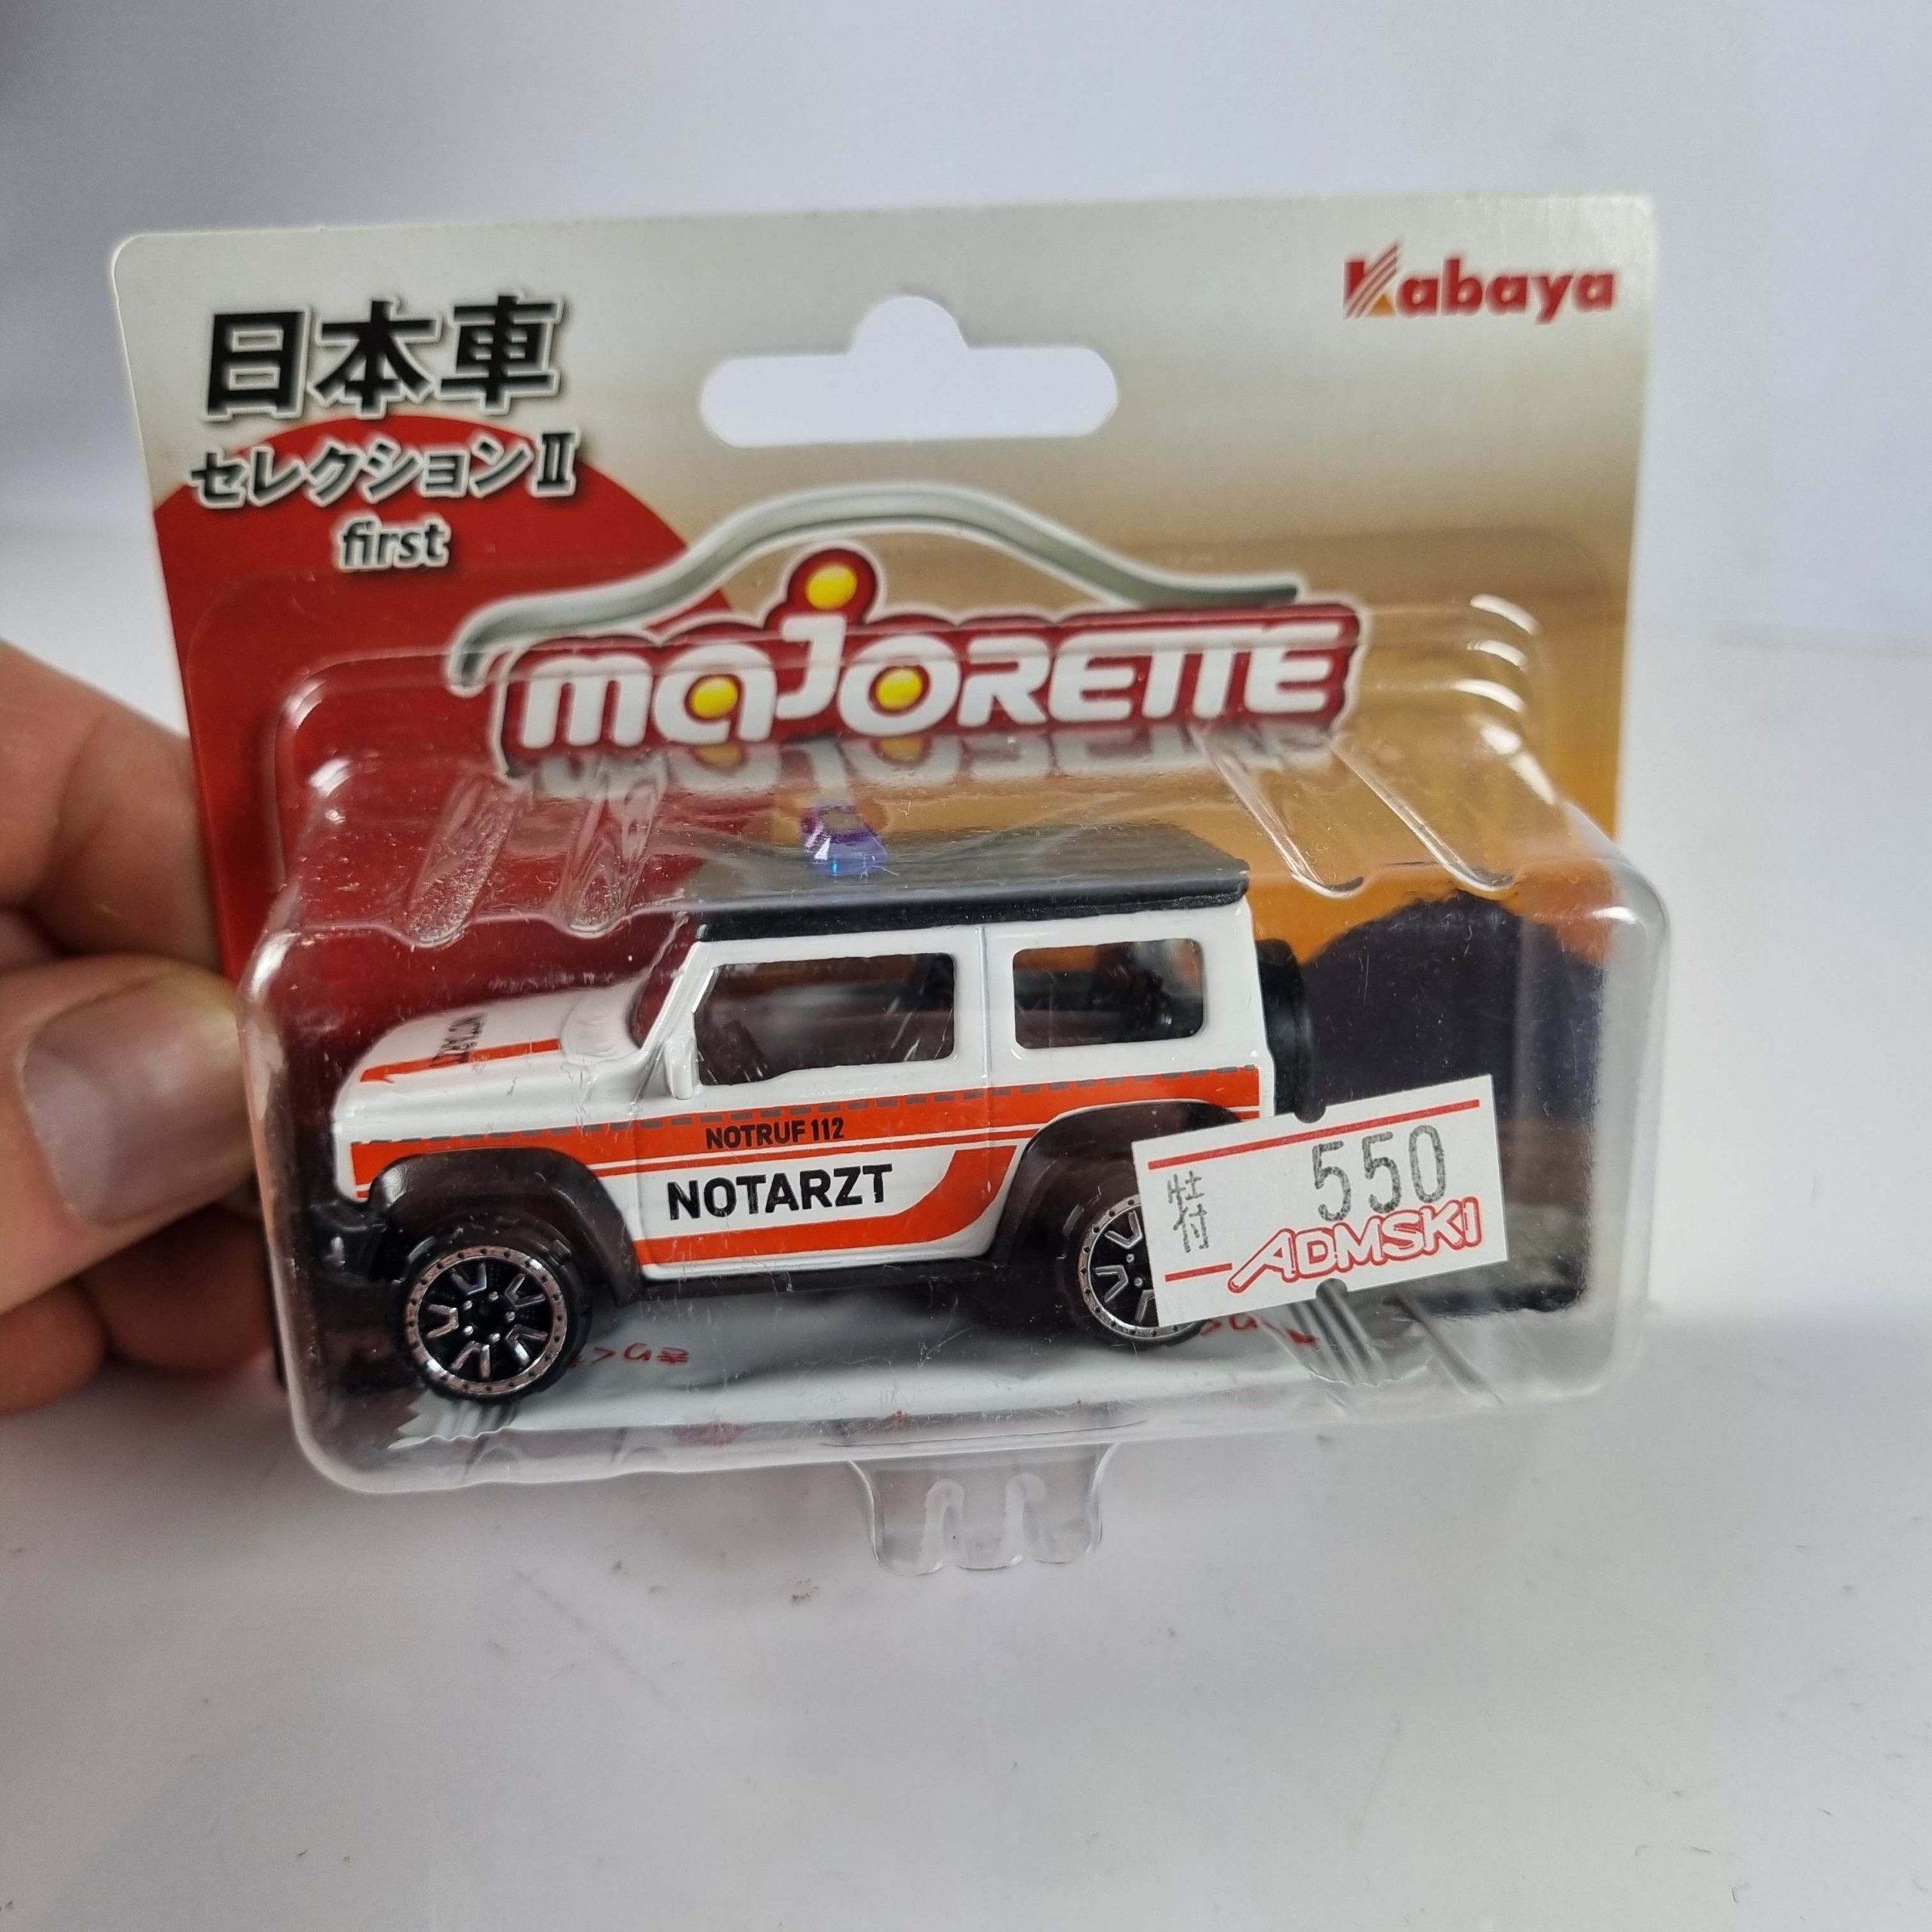 日本車
セレクションⅡ
first
Kabaya
majorette
NOTARZT
NOTRUF 112
NOTARZT
550
ADMSKI